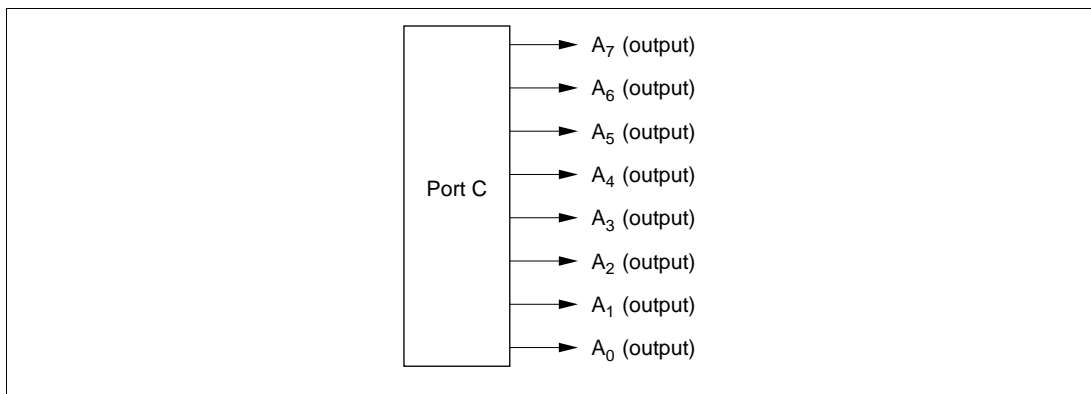 A7 (output)
A6 (output)
A5 (output)
A4 (output)
Port C
A3 (output)
A2 (output)
A1 (output)
A0 (output)